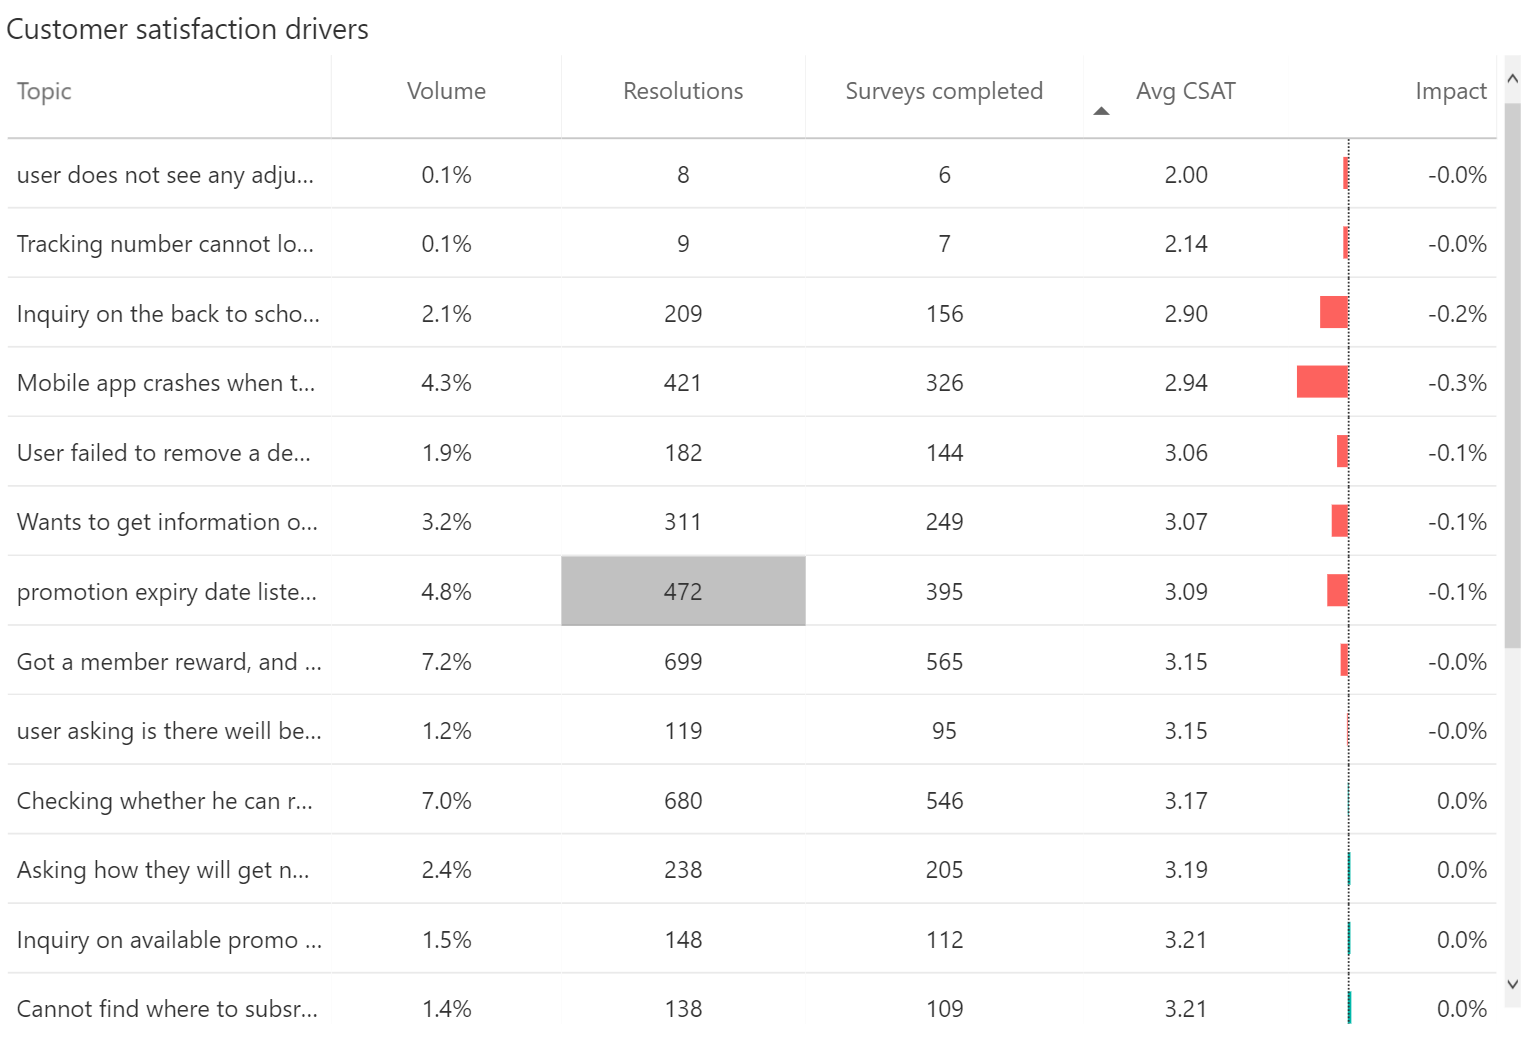 Customer satisfaction drivers
Topic Volume Resolutions Surveys completed Avg CSAT Impact
user does not see any adju... 0.1% 8 6 2.00 -0.0%
Tracking number cannot lo... 0.1% 9 7 2.14 -0.0%
Inquiry on the back to scho... 2.1% 209 156 2.90 -0.2%
Mobile app crashes when t... 4.3% 421 326 2.94 -0.3%
User failed to remove a de... 1.9% 182 144 3.06 -0.1%
Wants to get information o... 3.2% 311 249 3.07 -0.1%
promotion expiry date liste... 4.8% 472 395 3.09 -0.1%
Got a member reward, and ... 7.2% 699 565 3.15 -0.0%
user asking is there weill be... 1.2% 119 95 3.15 -0.0%
Checking whether he can r... 7.0% 680 546 3.17 0.0%
Asking how they will get n... 2.4% 238 205 3.19 0.0%
Inquiry on available promo ... 1.5% 148 112 3.21 0.0%
Cannot find where to subsr... 1.4% 138 109 3.21 0.0%